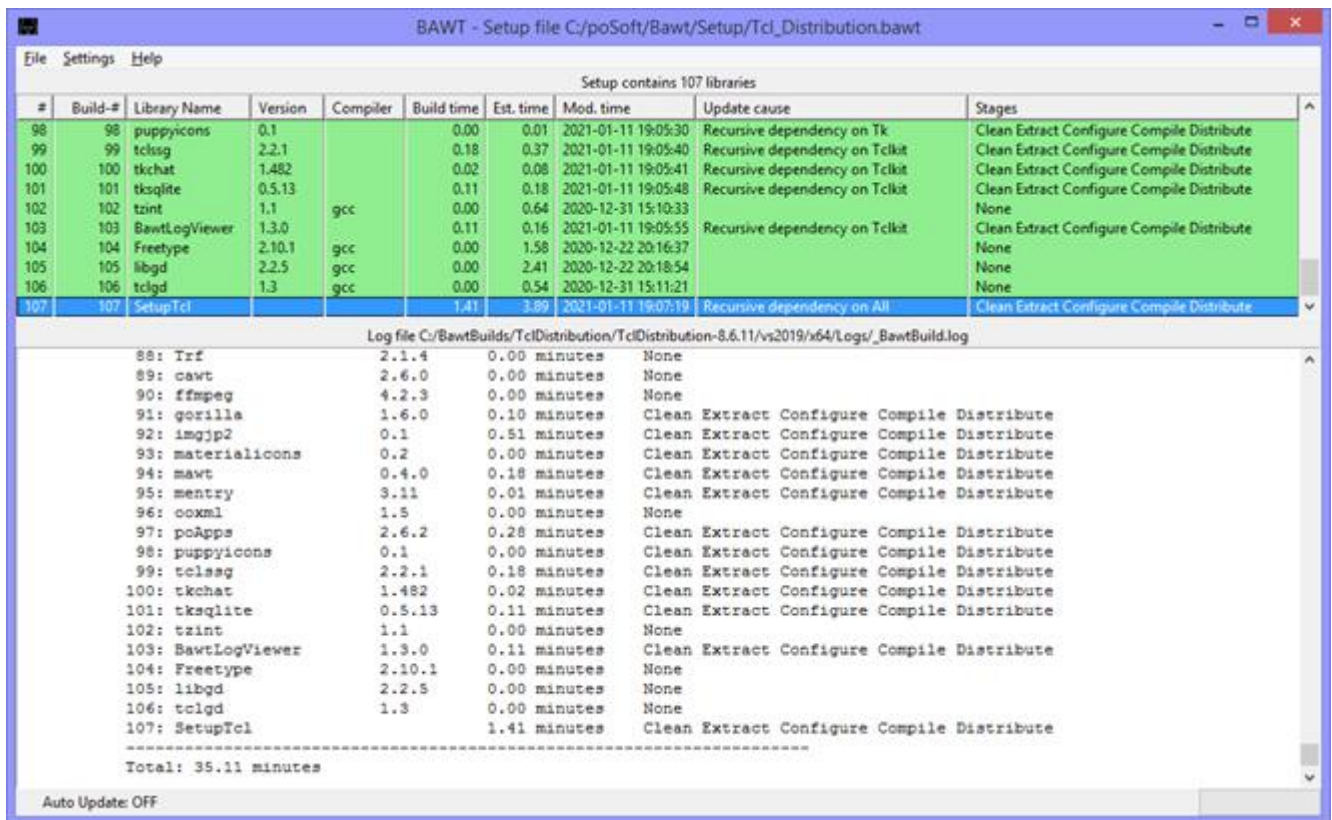 BAWT - Setup file C:/poSoft/Bawt/Setup/Tcl_Distribution.bawt
File Settings Help
Setup contains 107 libraries
# Build-# Library Name Version Compiler Build time Est. time Mod. time Update cause Stages
98 98 puppyicons 0.1 0.00 0.01 2021-01-11 19:05:30 Recursive dependency on Tk Clean Extract Configure Compile Distribute
99 99 tclssg 2.2.1 0.18 0.37 2021-01-11 19:05:40 Recursive dependency on Tclkit Clean Extract Configure Compile Distribute
100 100 tkchat 1.482 0.02 0.08 2021-01-11 19:05:41 Recursive dependency on Tclkit Clean Extract Configure Compile Distribute
101 101 tksqlite 0.5.13 0.11 0.18 2021-01-11 19:05:48 Recursive dependency on Tclkit Clean Extract Configure Compile Distribute
102 102 tzint 1.1 gcc 0.00 0.64 2020-12-31 15:10:33 None
103 103 BawtLogViewer 1.3.0 0.11 0.16 2021-01-11 19:05:55 Recursive dependency on Tclkit Clean Extract Configure Compile Distribute
104 104 Freetype 2.10.1 gcc 0.00 1.58 2020-12-22 20:16:37 None
105 105 libgd 2.2.5 gcc 0.00 2.41 2020-12-22 20:18:54 None
106 106 tclgd 1.3 gcc 0.00 0.54 2020-12-31 15:11:21 None
107 107 SetupTcl 1.41 3.89 2021-01-11 19:07:19 Recursive dependency on All Clean Extract Configure Compile Distribute
Log file C:/BawtBuilds/TclDistribution/TclDistribution-8.6.11/vs2019/x64/Logs/_BawtBuild.log
88: Trf 2.1.4 0.00 minutes None
89: cawt 2.6.0 0.00 minutes None
90: ffmpeg 4.2.3 0.00 minutes None
91: gorilla 1.6.0 0.10 minutes Clean Extract Configure Compile Distribute
92: imgjp2 0.1 0.51 minutes Clean Extract Configure Compile Distribute
93: materialicons 0.2 0.00 minutes Clean Extract Configure Compile Distribute
94: mawt 0.4.0 0.18 minutes Clean Extract Configure Compile Distribute
95: mentry 3.11 0.01 minutes Clean Extract Configure Compile Distribute
96: ooxml 1.5 0.00 minutes None
97: poApps 2.6.2 0.28 minutes Clean Extract Configure Compile Distribute
98: puppyicons 0.1 0.00 minutes Clean Extract Configure Compile Distribute
99: tclssg 2.2.1 0.18 minutes Clean Extract Configure Compile Distribute
100: tkchat 1.482 0.02 minutes Clean Extract Configure Compile Distribute
101: tksqlite 0.5.13 0.11 minutes Clean Extract Configure Compile Distribute
102: tzint 1.1 0.00 minutes None
103: BawtLogViewer 1.3.0 0.11 minutes Clean Extract Configure Compile Distribute
104: Freetype 2.10.1 0.00 minutes None
105: libgd 2.2.5 0.00 minutes None
106: tclgd 1.3 0.00 minutes None
107: SetupTcl 1.41 minutes Clean Extract Configure Compile Distribute
----------------------------------------------------------------------
Total: 35.11 minutes
Auto Update: OFF